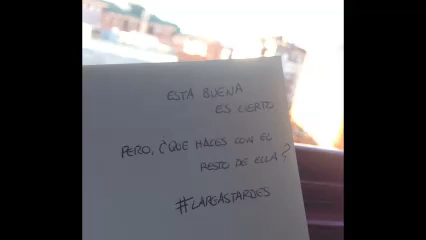 ESTA BUENA
ES CIERTO
PERO, ¿QUE HACES CON EL
RESTO DE ELLA?
#LARGASTARDES